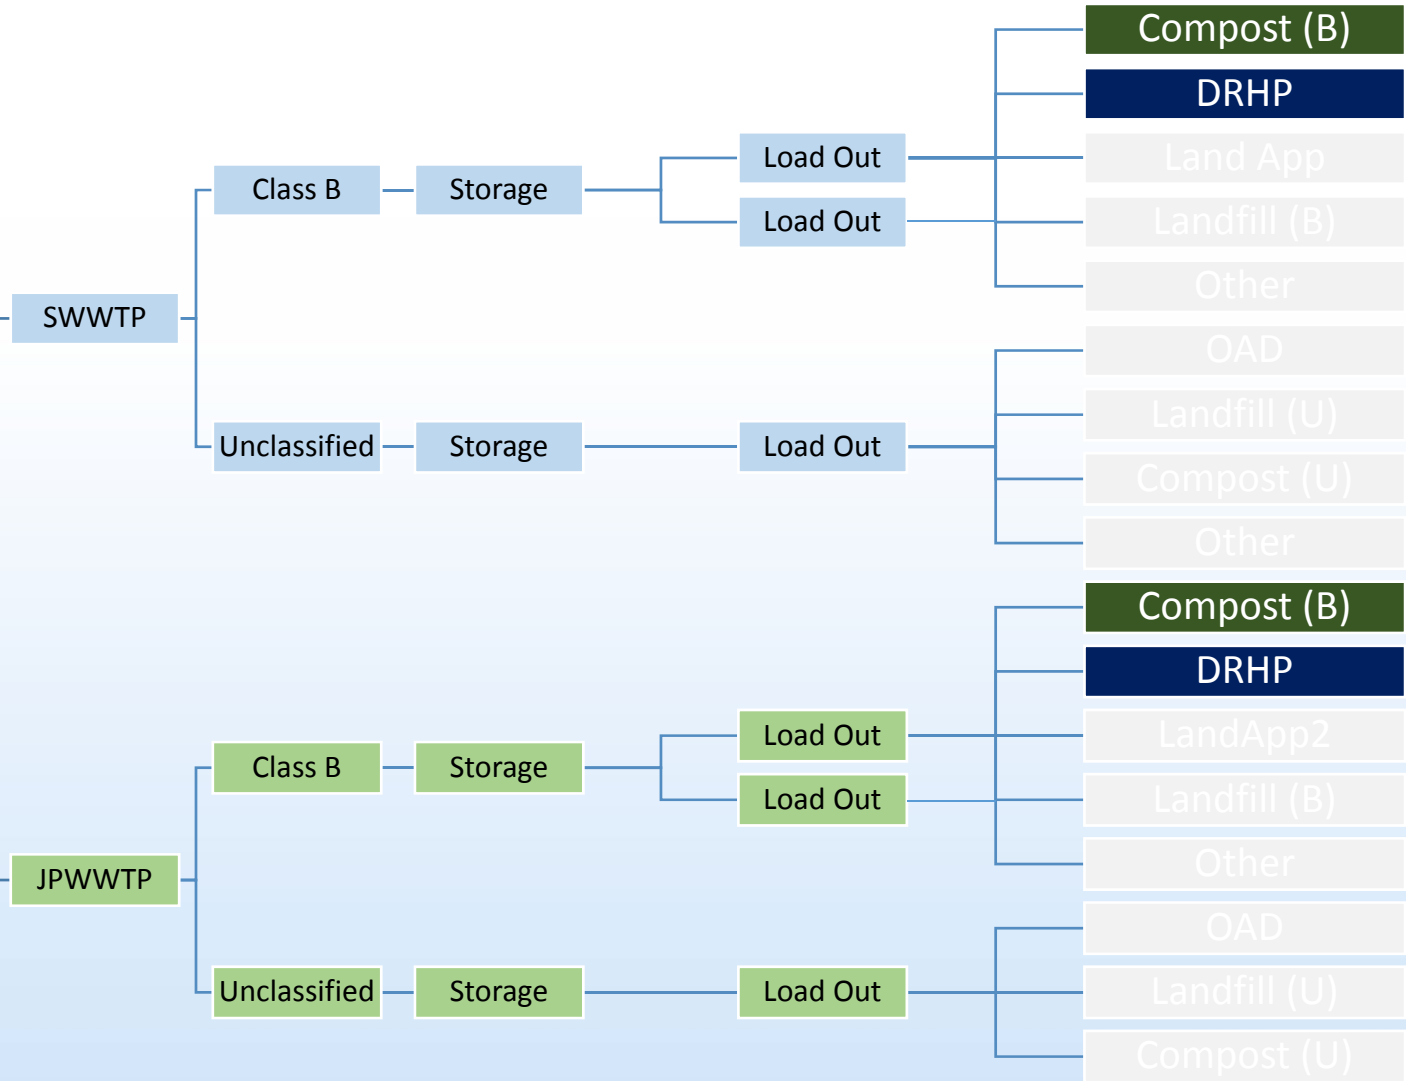 Compost (B)
DRHP
Load Out
Land App
Class B
Storage
Load Out
Landfill (B)
Other
SWWTP
OAD
Landfill (U)
Unclassified
Storage
Load Out
Compost (U)
Other
Compost (B)
DRHP
Load Out
LandApp2
Class B
Storage
Load Out
Landfill (B)
Other
JPWWTP
OAD
Unclassified
Storage
Load Out
Landfill (U)
Compost (U)